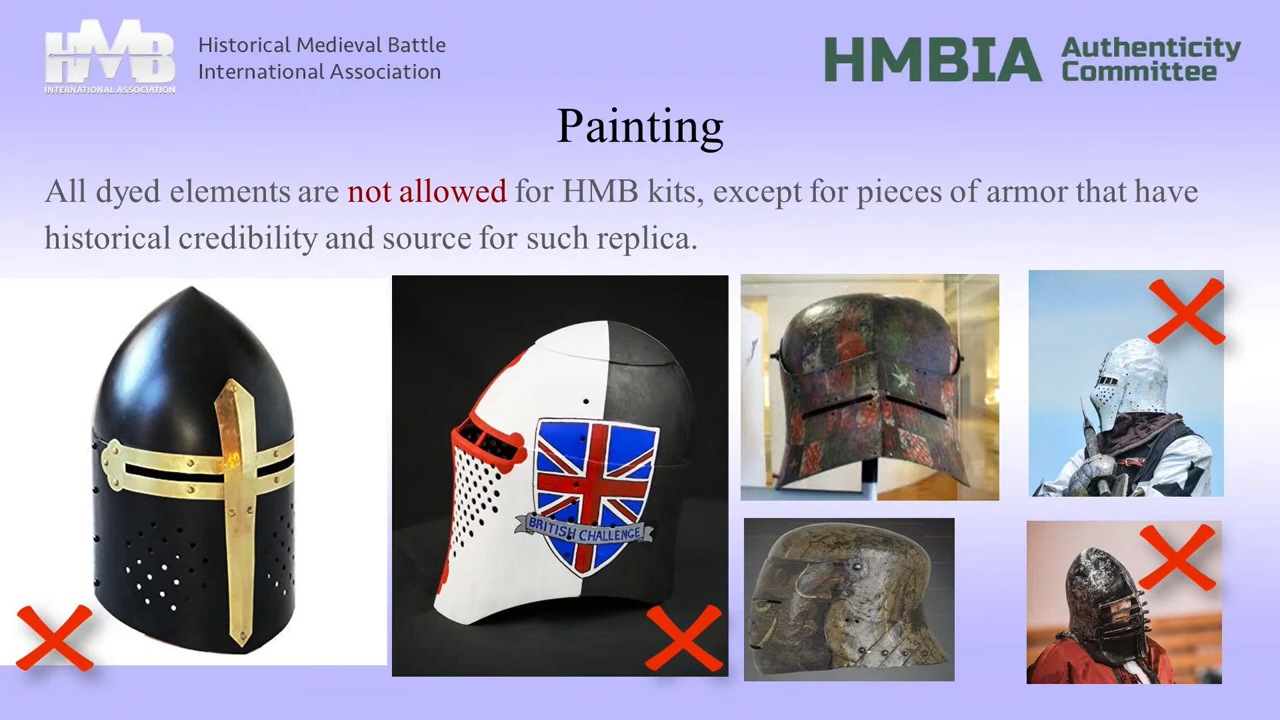 HMB
INTERNATIONAL ASSOCIATION
Historical Medieval Battle
International Association
HMBIA
Authenticity
Committee
Painting
All dyed elements are not allowed for HMB kits, except for pieces of armor that have
historical credibility and source for such replica.
BRITISH CHALLENGE